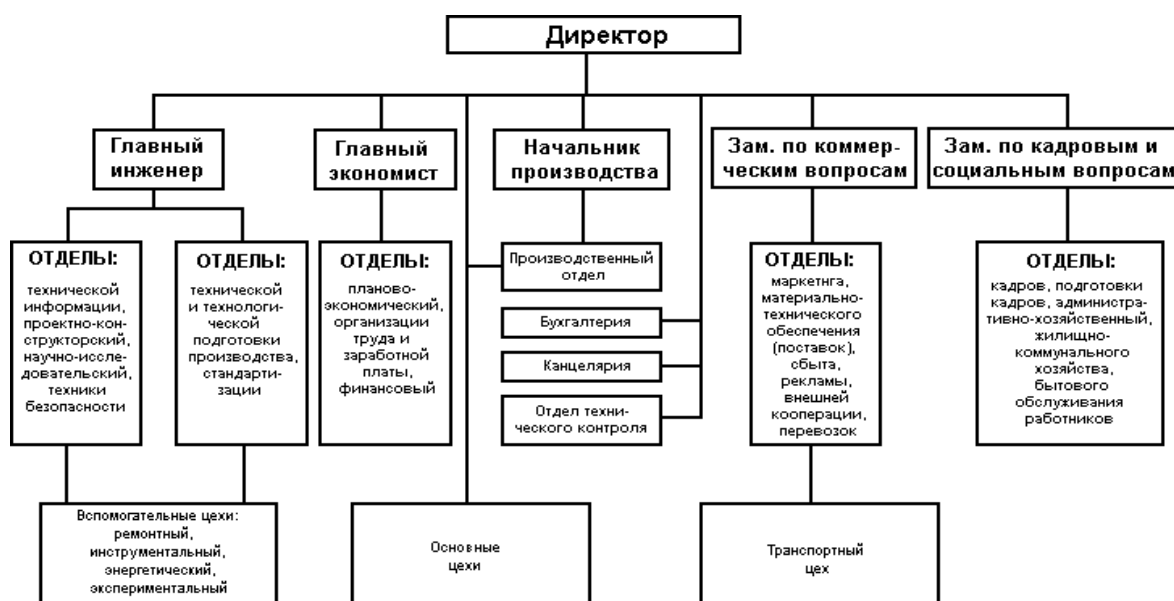 Директор
Главный
инженер
Главный
экономист
Начальник
производства
Зам. по коммер-
ческим вопросам
Зам. по кадровым и
социальным вопросам
ОТДЕЛЫ:
технической
информации,
проектно-кон-
структорский,
научно-иссле-
довательский,
техники
безопасности
ОТДЕЛЫ:
технической
и технологи-
ческой
подготовки
производства,
стандарти-
зации
ОТДЕЛЫ:
планово-
экономический,
организации
труда и
заработной
платы,
финансовый
Производственный
отдел
Бухгалтерия
Канцелярия
Отдел техни-
ческого контроля
ОТДЕЛЫ:
маркетнга,
материально-
технического
обеспечения
(поставок),
сбыта,
рекламы,
внешней
кооперации,
перевозок
ОТДЕЛЫ:
кадров, подготовки
кадров, администра-
тивно-хозяйственный,
жилищно-
коммунального
хозяйства,
бытового
обслуживания
работников
Вспомогательные цехи:
ремонтный,
инструментальный,
энергетический,
экспериментальный
Основные
цехи
Транспортный
цех